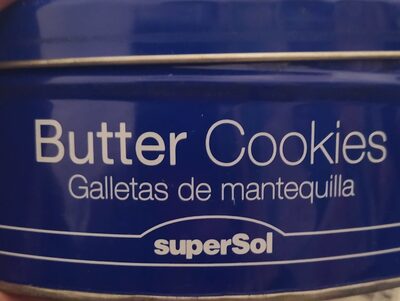 Butter Cookies
Galletas de mantequilla
superSol